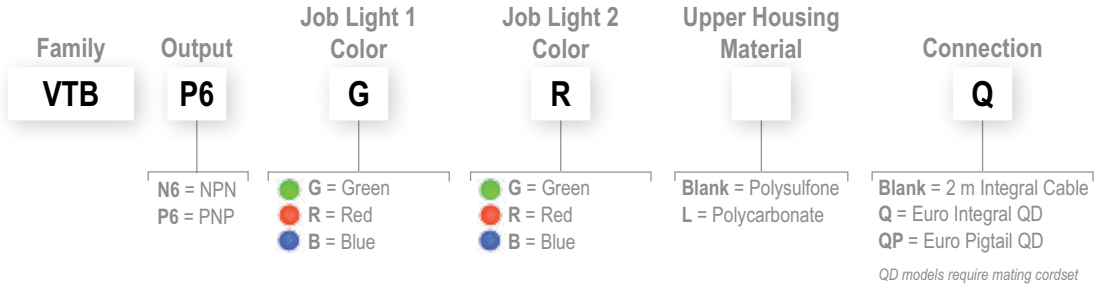 Family
VTB
Output
P6
N6 = NPN
P6 = PNP
Job Light 1
Color
G
G = Green
R = Red
B = Blue
Job Light 2
Color
R
G = Green
R = Red
B = Blue
Upper Housing
Material
Blank = Polysulfone
L = Polycarbonate
Connection
Q
Blank = 2 m Integral Cable
Q = Euro Integral QD
QP = Euro Pigtail QD
QD models require mating cordset